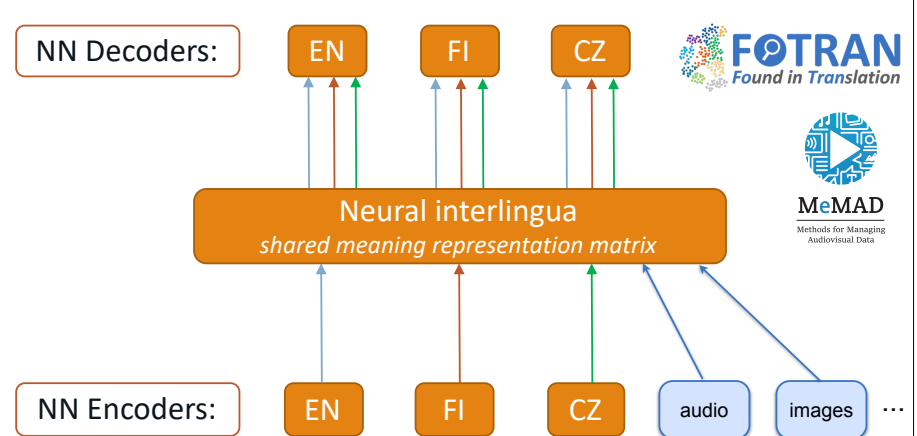 NN Decoders:
EN
FI
CZ
FOTRAN
Found in Translation
MeMAD
Methods for Managing
Audiovisual Data
Neural interlingua
shared meaning representation matrix
NN Encoders:
EN
FI
CZ
audio
images
...